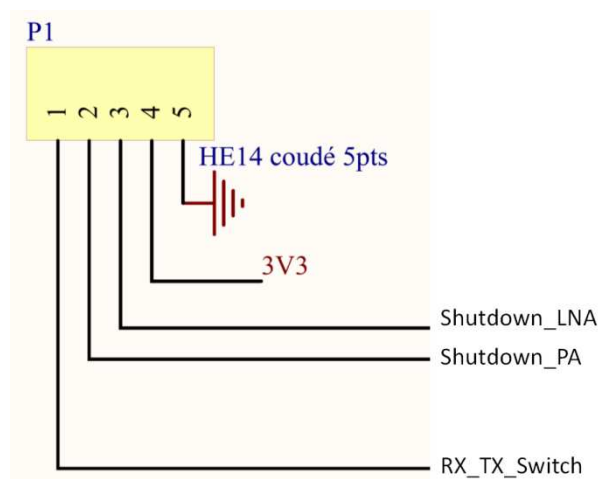 P1
1 2 3 4 5
HE14 coudé 5pts
3V3
Shutdown_LNA
Shutdown_PA
RX_TX_Switch